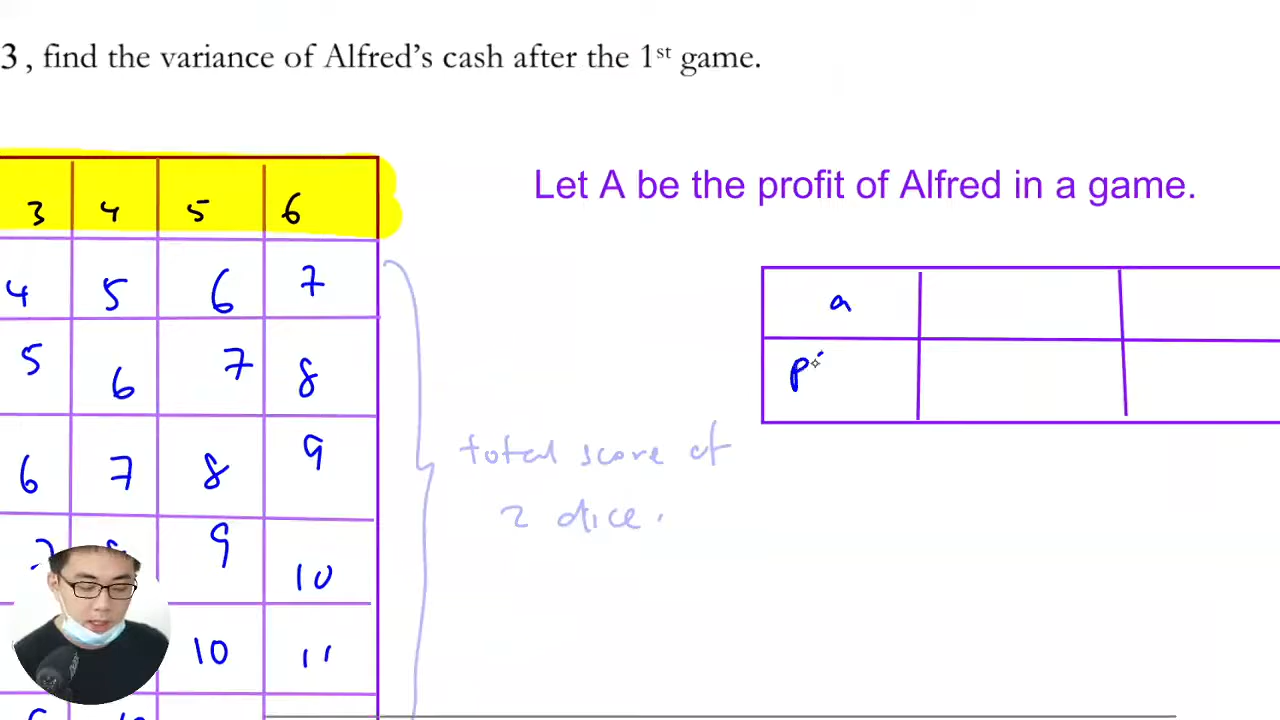 3 , find the variance of Alfred's cash after the 1st game.
Let A be the profit of Alfred in a game.
3 4 5 6
4 5 6 7
5 6 7 8
6 7 8 9
9 10
10 11
10
total score of
2 dice.
a
P